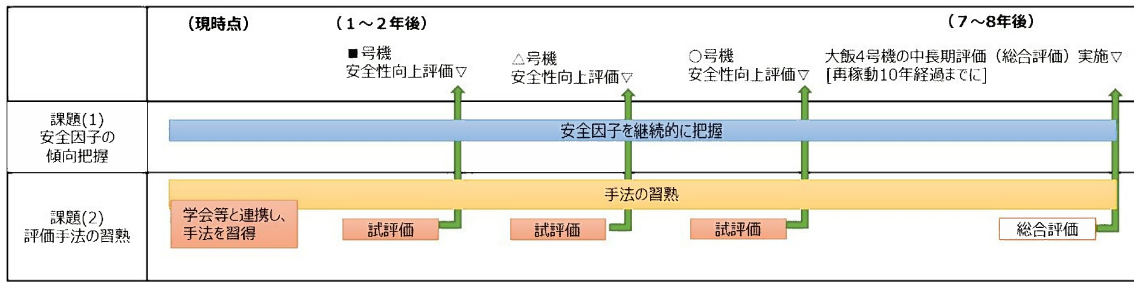 (現時点)
(1～2年後)
(7～8年後)
■号機
安全性向上評価▽
△号機
安全性向上評価▽
○号機
安全性向上評価▽
大飯4号機の中長期評価（総合評価）実施▽
[再稼動10年経過までに]
課題(1)
安全因子の
傾向把握
安全因子を継続的に把握
課題(2)
評価手法の習熟
手法の習熟
学会等と連携し、
手法を習得
試評価
試評価
試評価
総合評価